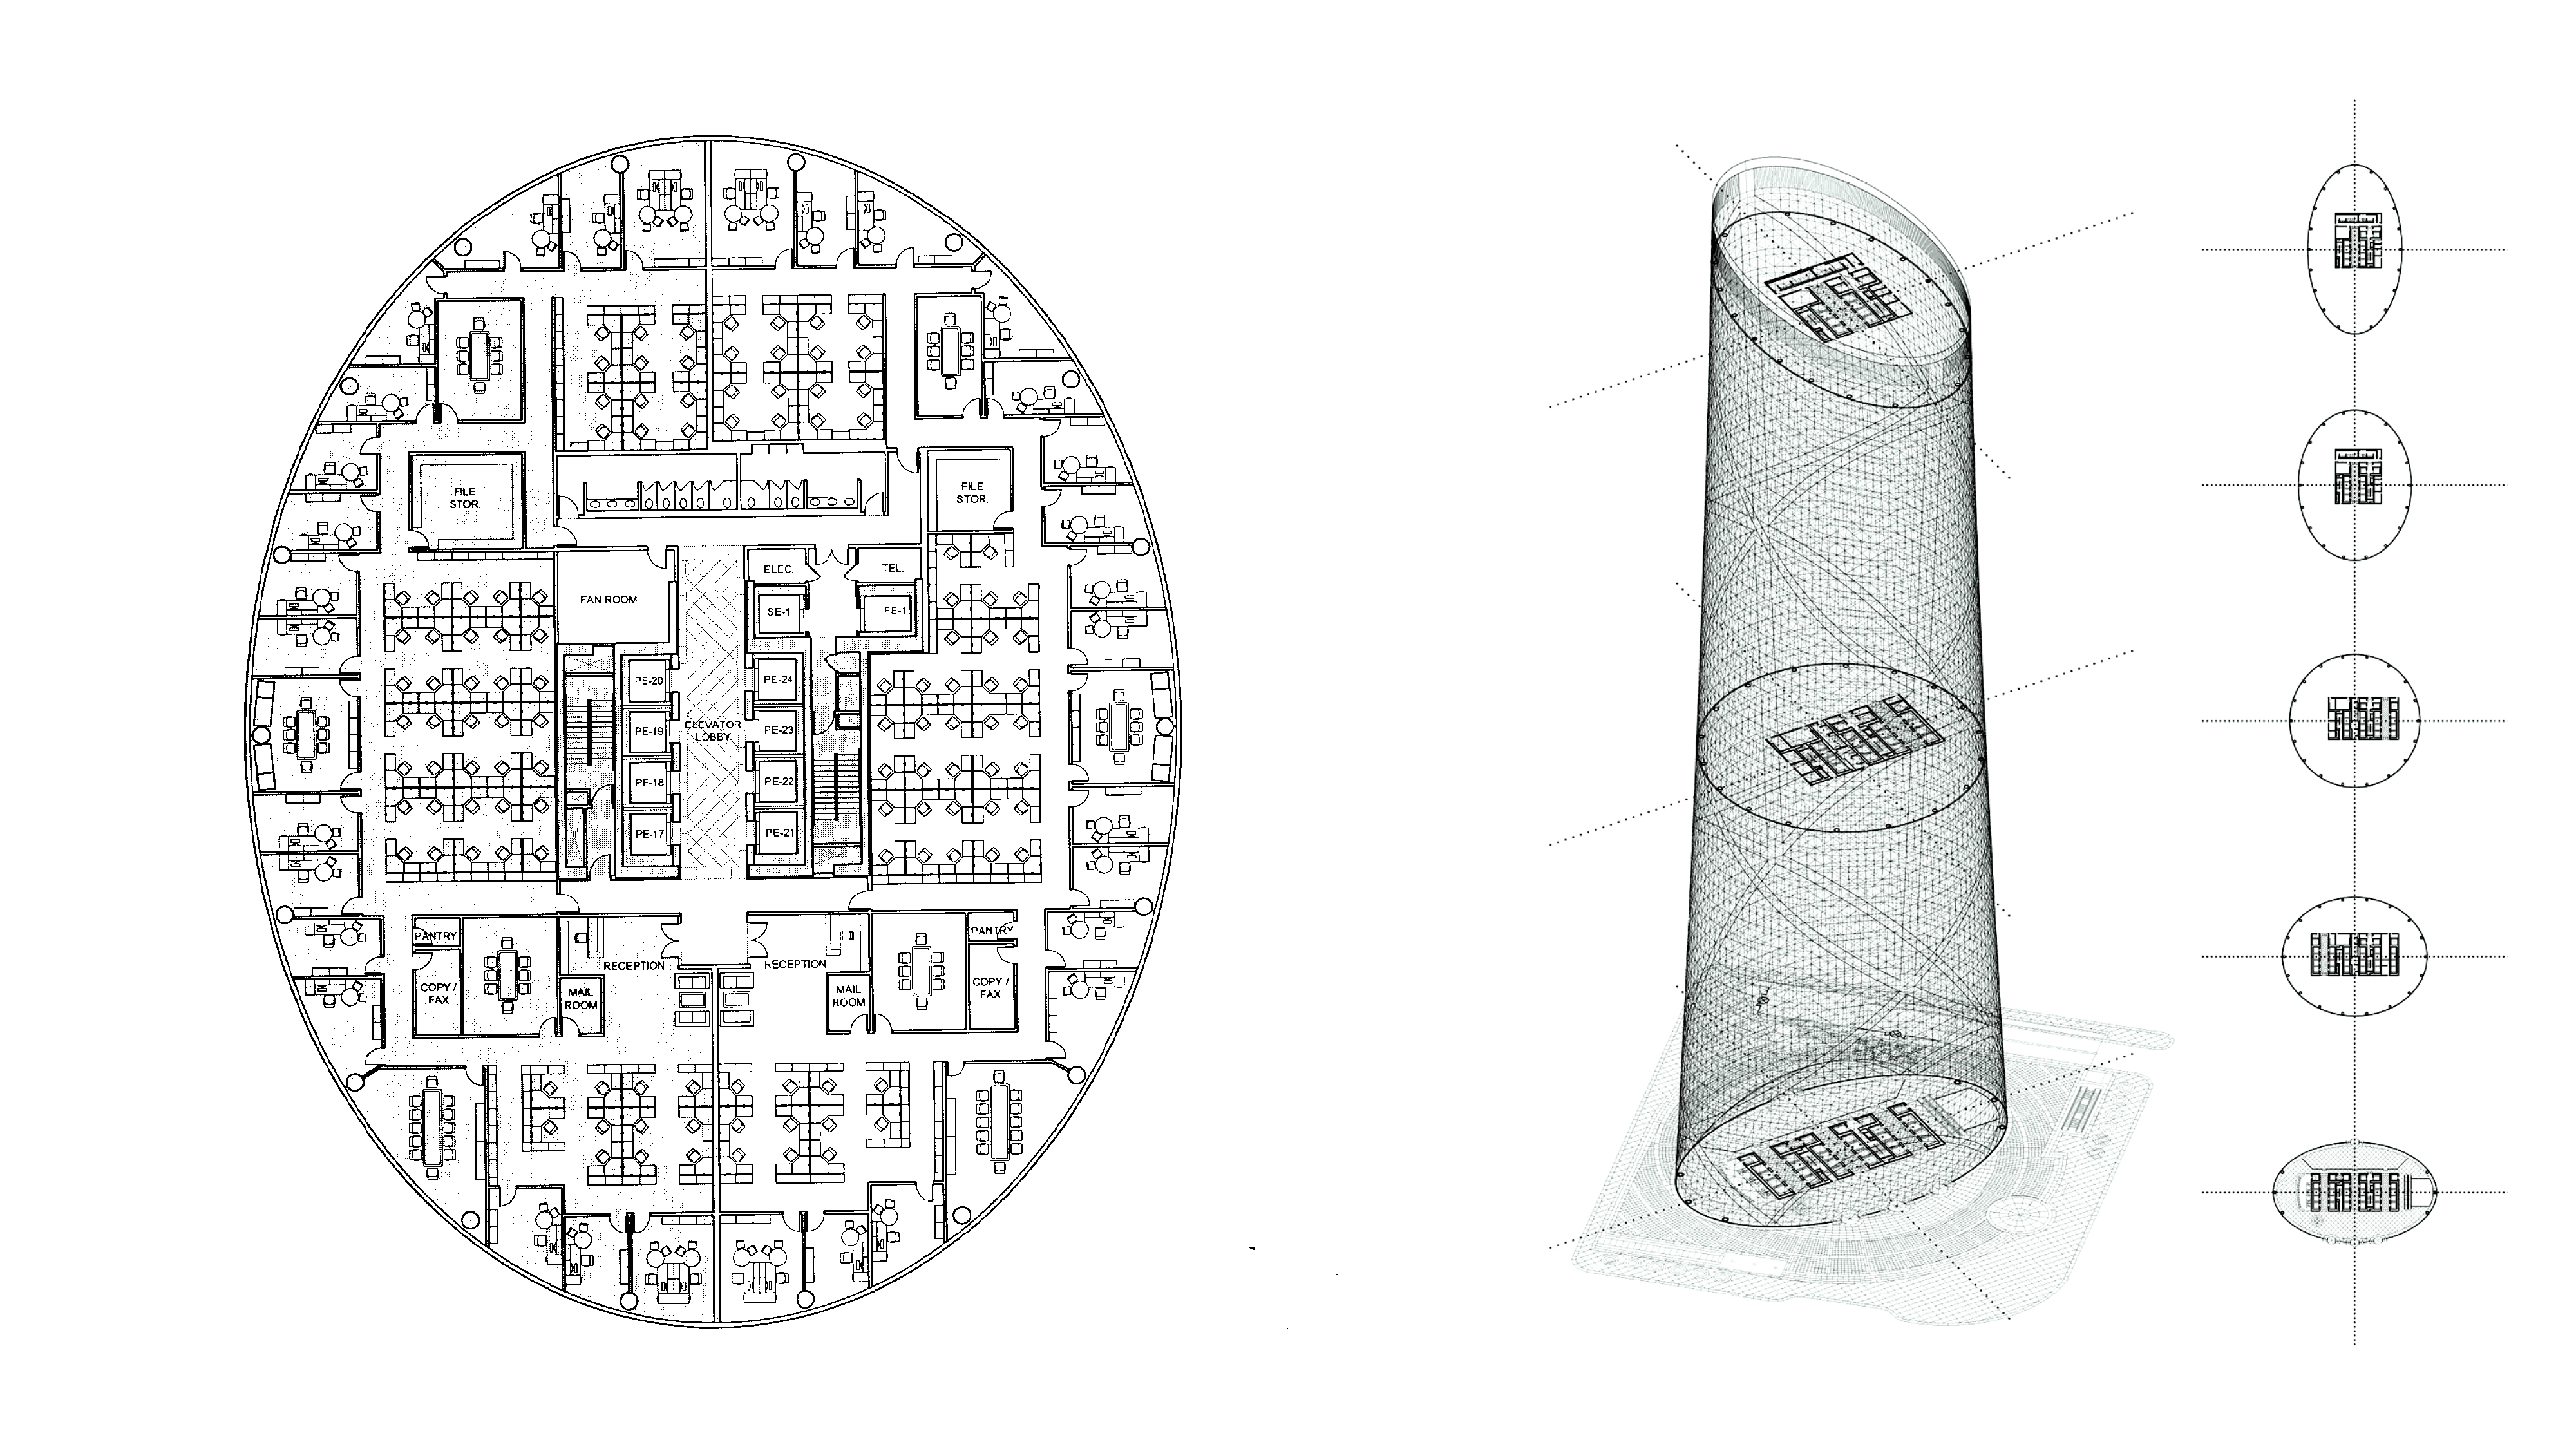 FILE
STOR.
FILE
STOR.
ELEC.
TEL.
FAN ROOM
SE-1
FE-1
PE-20
PE-24
ELEVATOR
LOBBY
PE-19
PE-23
PE-18
PE-22
PE-17
PE-21
PANTRY
PANTRY
RECEPTION
RECEPTION
COPY /
FAX
MAIL
ROOM
MAIL
ROOM
COPY /
FAX